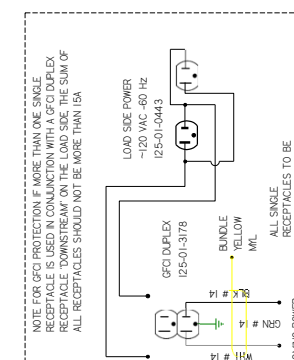 NOTE FOR GFCI PROTECTION IF MORE THAN ONE SINGLE
RECEPTACLE IS USED IN CONJUNCTION WITH A GFCI DUPLEX
RECEPTACLE "DOWNSTREAM" ON THE LOAD SIDE, THE SUM OF
ALL RECEPTACLES SHOULD NOT BE MORE THAN 15A
LOAD SIDE POWER
~120 VAC -60 Hz
125-01-0443
GFCI DUPLEX
125-01-3178
BUNDLE
YELLOW
MYL
ALL SINGLE
RECEPTACLES TO BE
BLK # 14
GRN # 14
WHT # 14